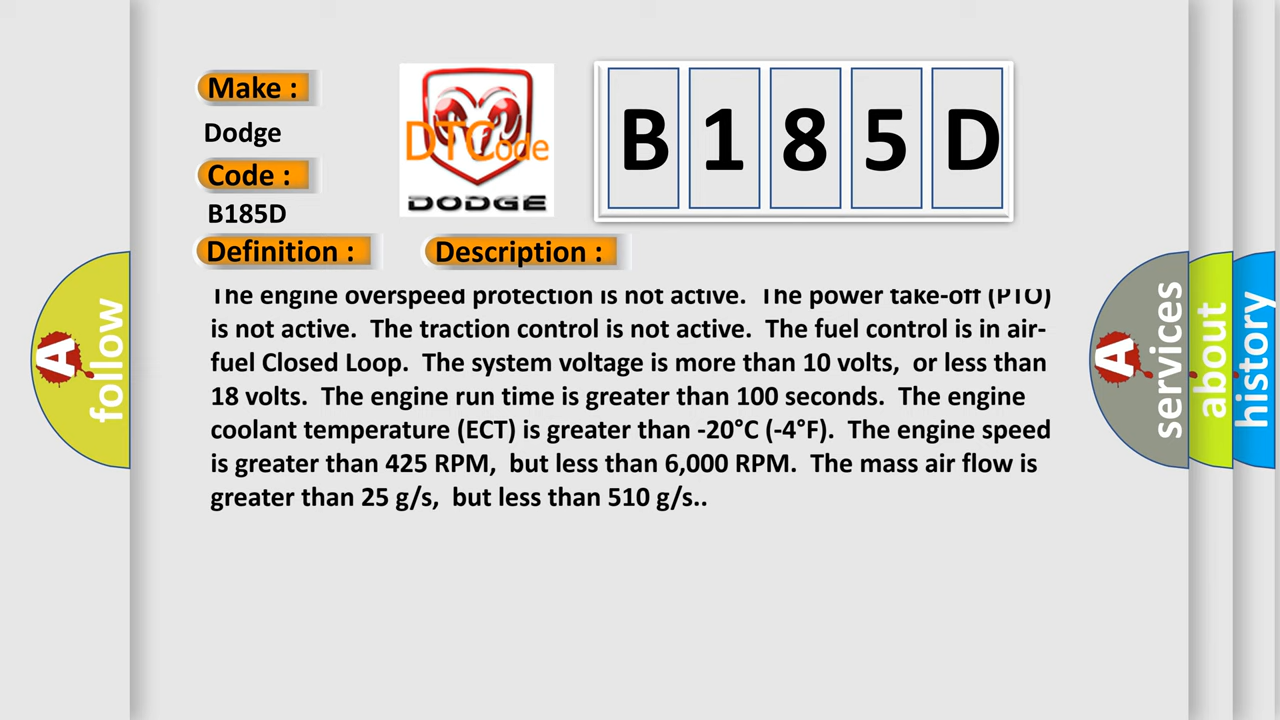 Make :
Dodge
Code :
B185D
DTCode
DODGE
B 1 8 5 D
Definition :
Description :
The engine overspeed protection is not active. The power take-off (PTO)
is not active. The traction control is not active. The fuel control is in air-
fuel Closed Loop. The system voltage is more than 10 volts, or less than
18 volts. The engine run time is greater than 100 seconds. The engine
coolant temperature (ECT) is greater than -20°C (-4°F). The engine speed
is greater than 425 RPM, but less than 6,000 RPM. The mass air flow is
greater than 25 g/s, but less than 510 g/s..
A follow
A services
about
history